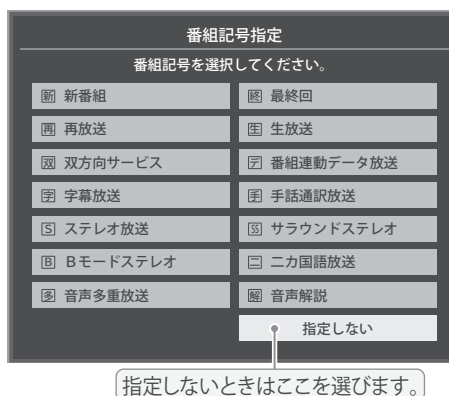 番組記号指定
番組記号を選択してください。
新 新番組
終 最終回
再 再放送
生 生放送
双 双方向サービス
デ 番組連動データ放送
字 字幕放送
手 手話通訳放送
S ステレオ放送
SS サラウンドステレオ
B Bモードステレオ
二 二カ国語放送
多 音声多重放送
解 音声解説
指定しない
指定しないときはここを選びます。